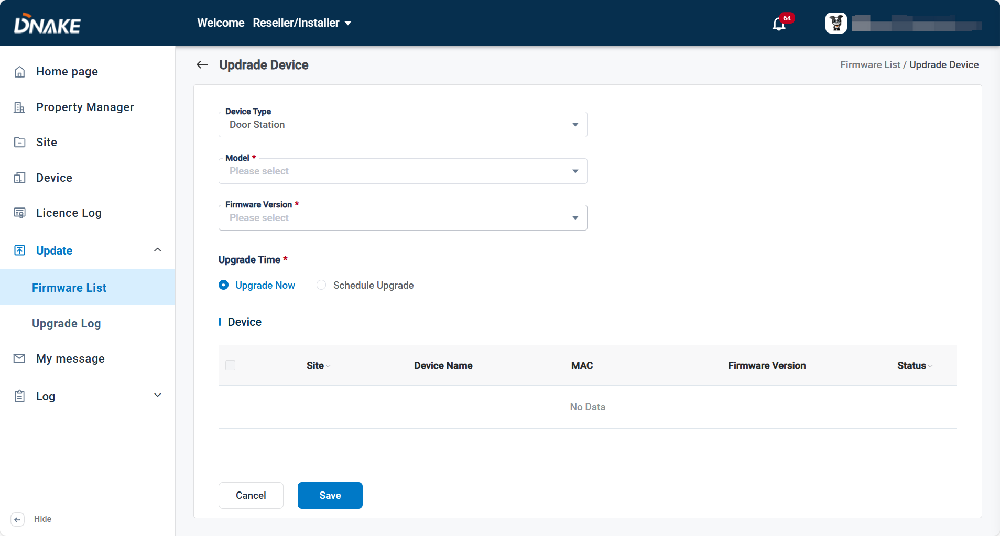 DNAKE
Welcome Reseller/Installer
64
Home page
Property Manager
Site
Device
Licence Log
Update
Firmware List
Upgrade Log
My message
Log
Hide
Updrade Device
Firmware List / Updrade Device
Device Type
Door Station
Model *
Please select
Firmware Version *
Please select
Upgrade Time *
Upgrade Now Schedule Upgrade
Device
Site Device Name MAC Firmware Version Status
No Data
Cancel Save